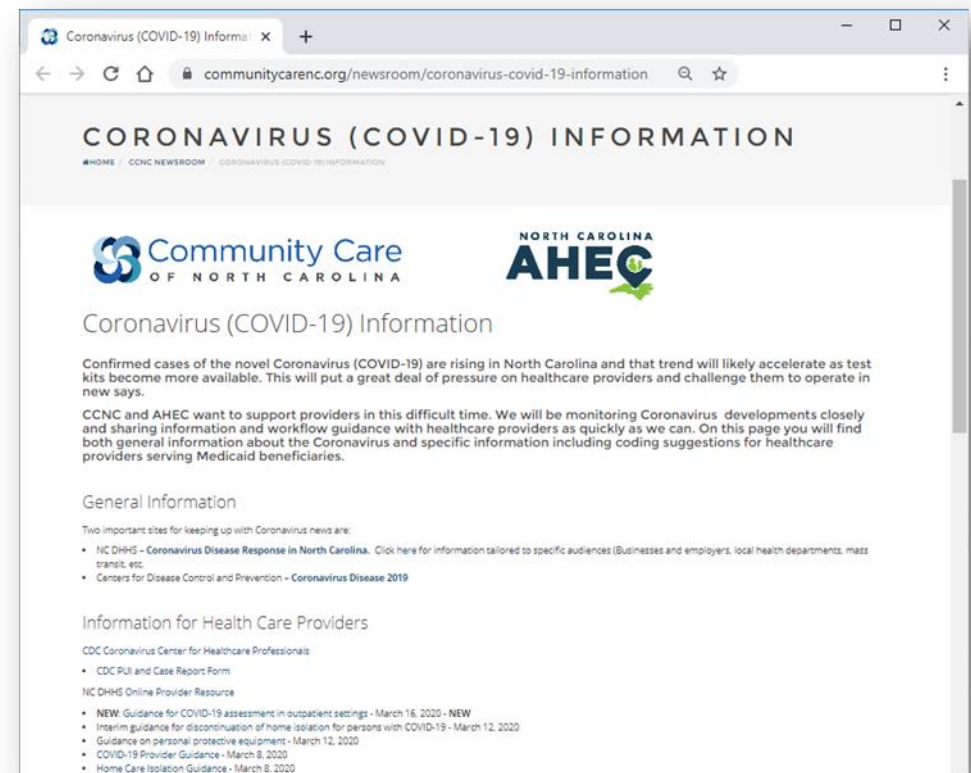 Coronavirus (COVID-19) Informa
communitycarenc.org/newsroom/coronavirus-covid-19-information
CORONAVIRUS (COVID-19) INFORMATION
HOME / CCNC NEWSROOM / CORONAVIRUS (COVID-19) INFORMATION
Community Care
OF NORTH CAROLINA
NORTH CAROLINA
AHEC
Coronavirus (COVID-19) Information
Confirmed cases of the novel Coronavirus (COVID-19) are rising in North Carolina and that trend will likely accelerate as test
kits become more available. This will put a great deal of pressure on healthcare providers and challenge them to operate in
new says.
CCNC and AHEC want to support providers in this difficult time. We will be monitoring Coronavirus developments closely
and sharing information and workflow guidance with healthcare providers as quickly as we can. On this page you will find
both general information about the Coronavirus and specific information including coding suggestions for healthcare
providers serving Medicaid beneficiaries.
General Information
Two important sites for keeping up with Coronavirus news are:
• NC DHHS – Coronavirus Disease Response in North Carolina. Click here for information tailored to specific audiences (Businesses and employers, local health departments, mass
transit, etc.
• Centers for Disease Control and Prevention – Coronavirus Disease 2019
Information for Health Care Providers
CDC Coronavirus Center for Healthcare Professionals
• CDC PUI and Case Report Form
NC DHHS Online Provider Resource
• NEW: Guidance for COVID-19 assessment in outpatient settings - March 16, 2020 - NEW
• Interim guidance for discontinuation of home isolation for persons with COVID-19 - March 12, 2020
• Guidance on personal protective equipment - March 12, 2020
• COVID-19 Provider Guidance - March 8, 2020
• Home Care Isolation Guidance - March 8, 2020